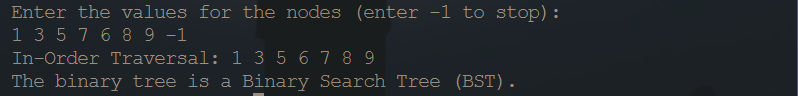 Enter the values for the nodes (enter -1 to stop):
1 3 5 7 6 8 9 -1
In-Order Traversal: 1 3 5 6 7 8 9
The binary tree is a Binary Search Tree (BST).